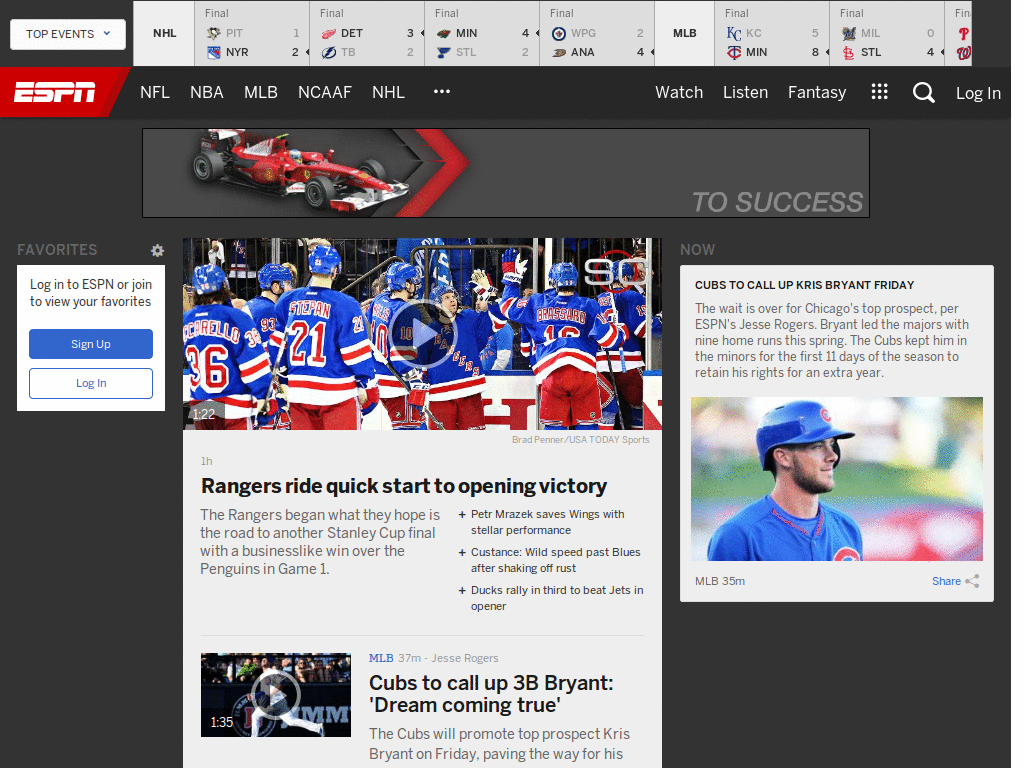 TOP EVENTS
NHL
Final
PIT 1
NYR 2
Final
DET 3
TB 2
Final
MIN 4
STL 2
Final
WPG 2
ANA 4
MLB
Final
KC 5
MIN 8
Final
MIL 0
STL 4
Fin
ESPN
NFL NBA MLB NCAAF NHL ...
Watch Listen Fantasy Log In
TO SUCCESS
FAVORITES
Log in to ESPN or join
to view your favorites
Sign Up
Log In
STEPAN
21
36
93
BRASSARD
16
1:22
Brad Penner/USA TODAY Sports
1h
Rangers ride quick start to opening victory
The Rangers began what they hope is
the road to another Stanley Cup final
with a businesslike win over the
Penguins in Game 1.
+ Petr Mrazek saves Wings with
stellar performance
+ Custance: Wild speed past Blues
after shaking off rust
+ Ducks rally in third to beat Jets in
opener
MLB 37m - Jesse Rogers
1:35
Cubs to call up 3B Bryant:
'Dream coming true'
The Cubs will promote top prospect Kris
Bryant on Friday, paving the way for his
NOW
CUBS TO CALL UP KRIS BRYANT FRIDAY
The wait is over for Chicago's top prospect, per
ESPN's Jesse Rogers. Bryant led the majors with
nine home runs this spring. The Cubs kept him in
the minors for the first 11 days of the season to
retain his rights for an extra year.
MLB 35m
Share